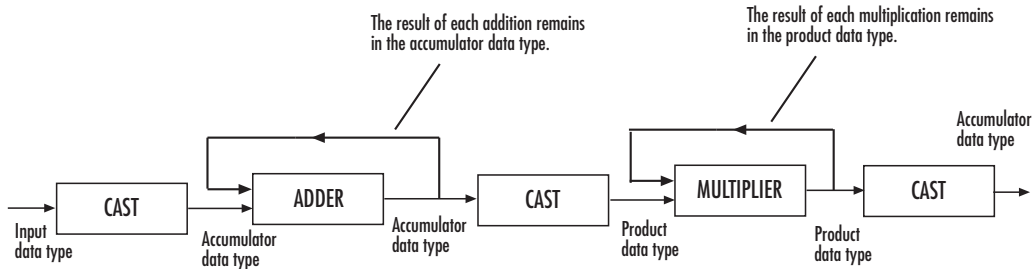 The result of each addition remains
in the accumulator data type.
The result of each multiplication remains
in the product data type.
Accumulator
data type
CAST
ADDER
CAST
MULTIPLIER
CAST
Input
data type
Accumulator
data type
Accumulator
data type
Product
data type
Product
data type